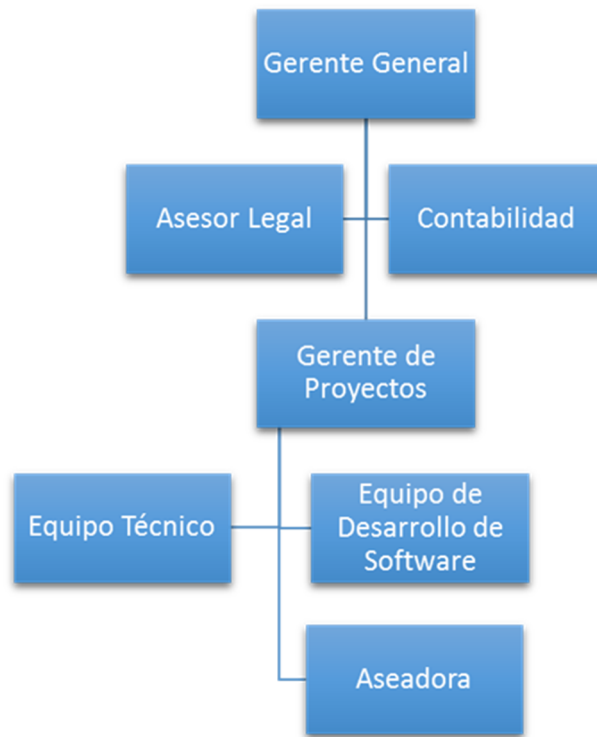 Gerente General
Asesor Legal
Contabilidad
Gerente de
Proyectos
Equipo Técnico
Equipo de
Desarrollo de
Software
Aseadora